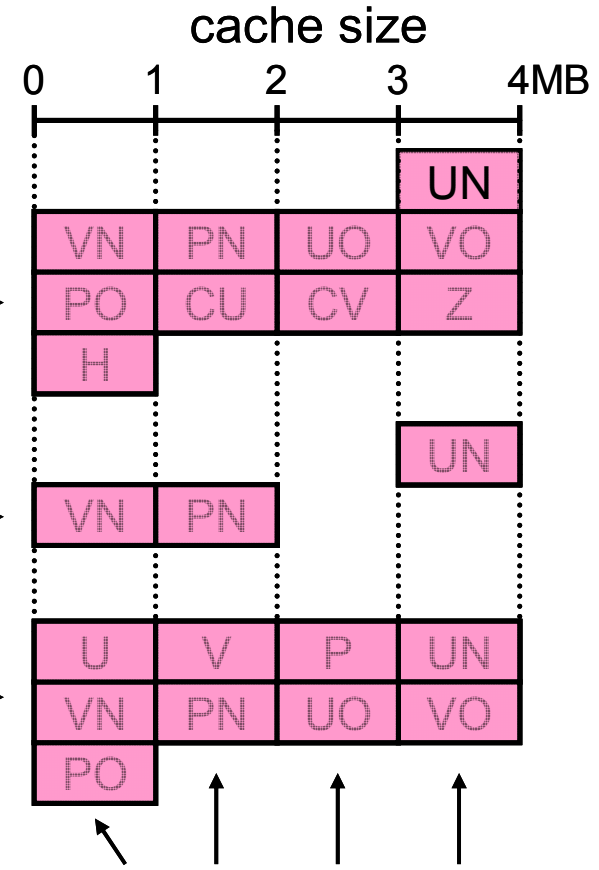 cache size
0 1 2 3 4MB
UN
VN PN UO VO
PO CU CV Z
H
UN
VN PN
U V P UN
VN PN UO VO
PO